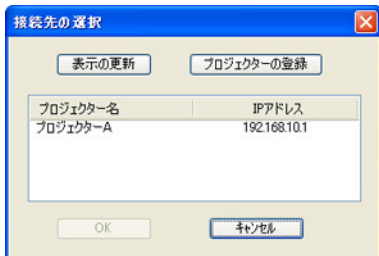 接続先の選択
表示の更新 プロジェクターの登録
プロジェクター名 IPアドレス
プロジェクターA 192.168.10.1
OK キャンセル